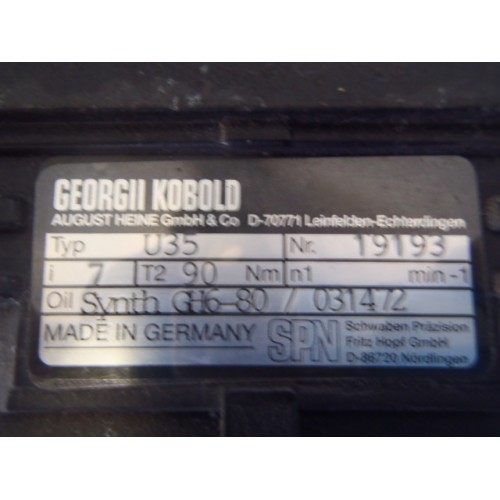 GEORGII KOBOLD
AUGUST HEINE GmbH & Co D-70771 Leinfelden-Echterdingen
Typ U35 Nr. 19193
i 7 T2 90 Nm n1 min-1
Oil Synth GH6-80 / 031472
MADE IN GERMANY SPN Schwaben Präzision
Fritz Hopf GmbH
D-86720 Nördlingen